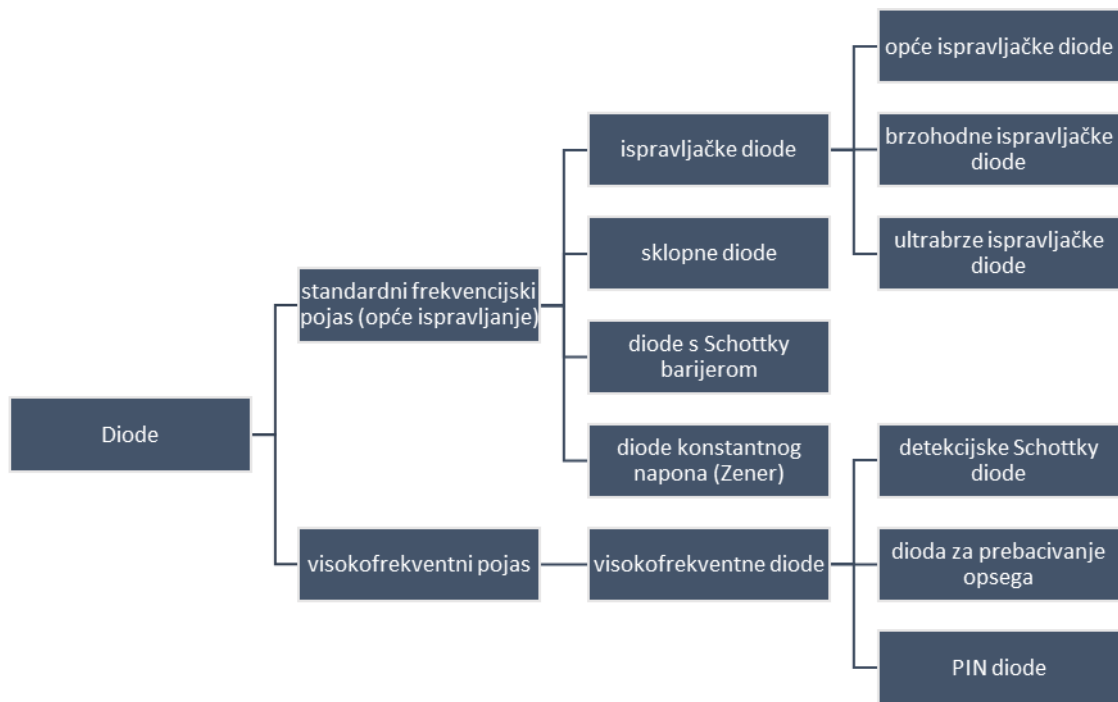 Diode
standardni frekvencijski
pojas (opće ispravljanje)
ispravljačke diode
opće ispravljačke diode
brzohodne ispravljačke
diode
ultrabrze ispravljačke
diode
sklopne diode
diode s Schottky
barijerom
diode konstantnog
napona (Zener)
visokofrekventni pojas
visokofrekventne diode
detekcijske Schottky
diode
dioda za prebacivanje
opsega
PIN diode